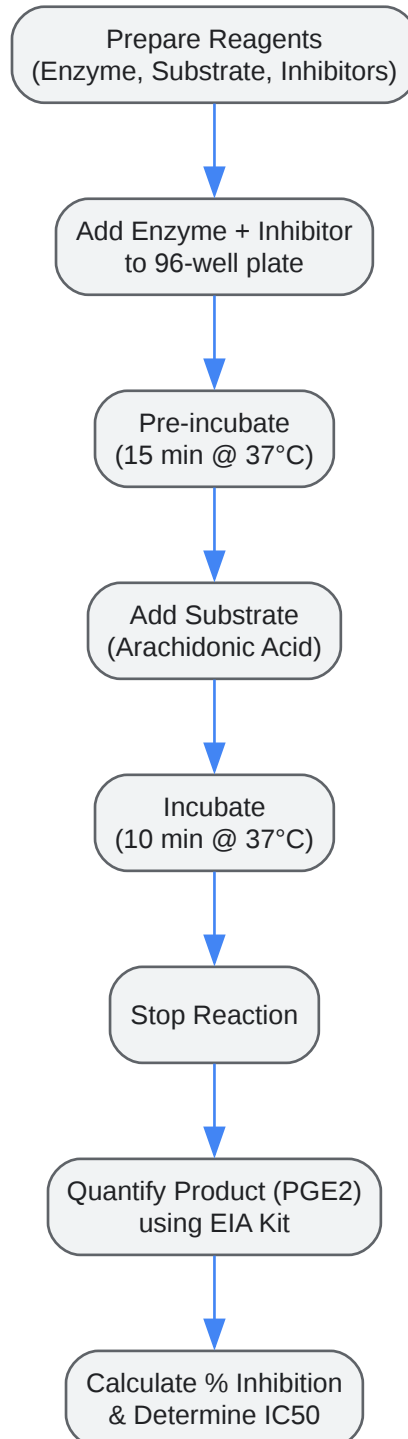 Prepare Reagents
(Enzyme, Substrate, Inhibitors)
Add Enzyme + Inhibitor
to 96-well plate
Pre-incubate
(15 min @ 37°C)
Add Substrate
(Arachidonic Acid)
Incubate
(10 min @ 37°C)
Stop Reaction
Quantify Product (PGE2)
using EIA Kit
Calculate % Inhibition
& Determine IC50